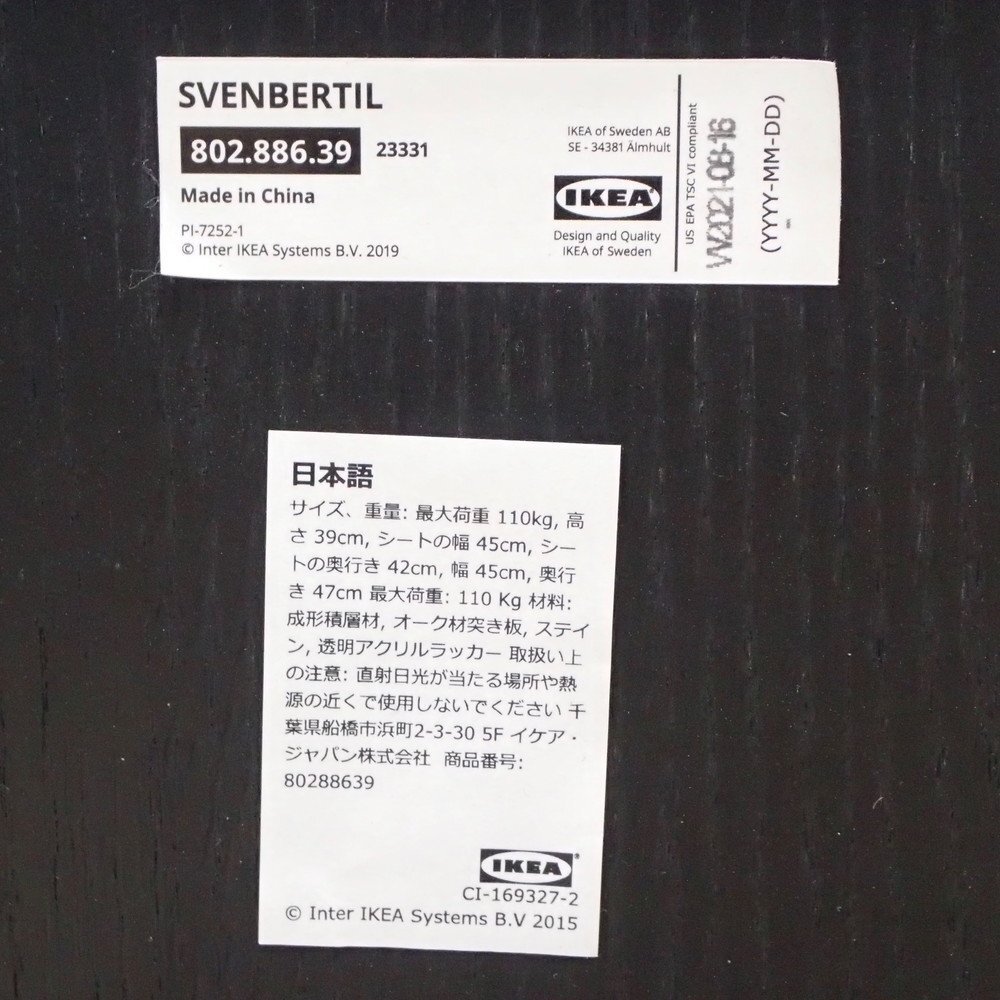 SVENBERTIL
802.886.39 23331
Made in China
PI-7252-1
© Inter IKEA Systems B.V. 2019
IKEA of Sweden AB
SE - 34381 Älmhult
IKEA®
Design and Quality
IKEA of Sweden
US EPA TSC VI compliant
2021-08-16
(YYYY-MM-DD)
日本語
サイズ、重量: 最大荷重 110kg, 高
さ 39cm, シートの幅 45cm, シー
トの奥行き 42cm, 幅 45cm, 奥行
き 47cm 最大荷重: 110 Kg 材料:
成形積層材, オーク材突き板, ステイ
ン, 透明アクリルラッカー 取扱い上
の注意: 直射日光が当たる場所や熱
源の近くで使用しないでください 千
葉県船橋市浜町2-3-30 5F イケア・
ジャパン株式会社 商品番号:
80288639
IKEA®
CI-169327-2
© Inter IKEA Systems B.V 2015